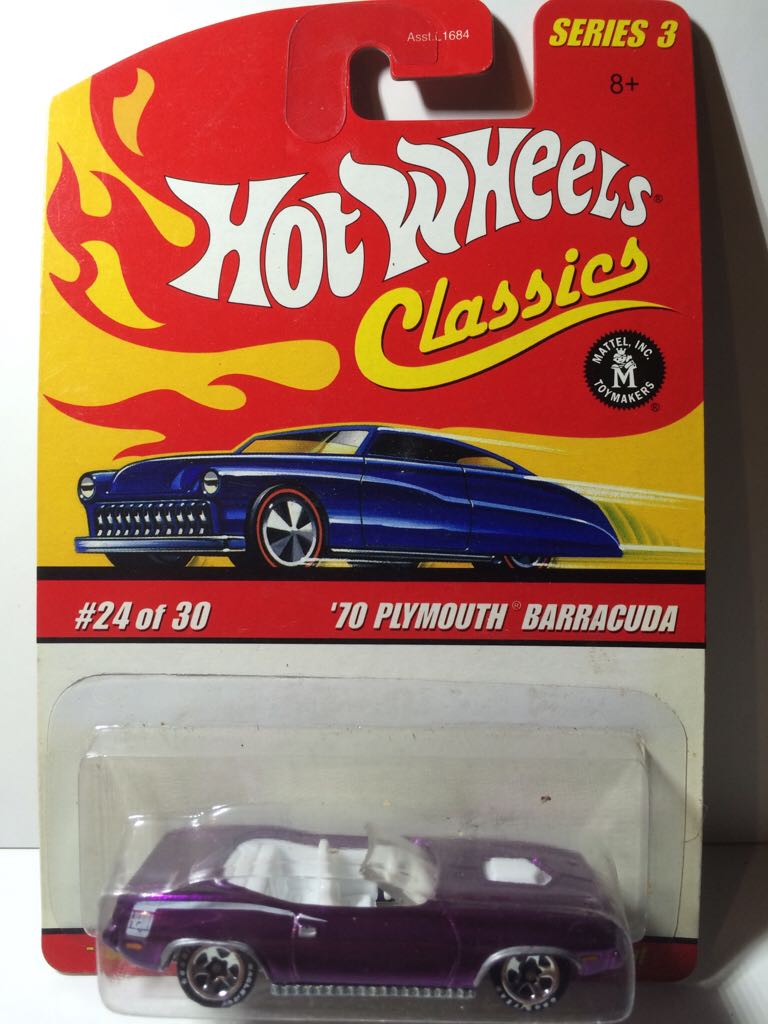 Asst.L1684
SERIES 3
8+
Hot Wheels®
Classics
MATTEL, INC.
M
TOYMAKERS
®
#24 of 30
'70 PLYMOUTH® BARRACUDA